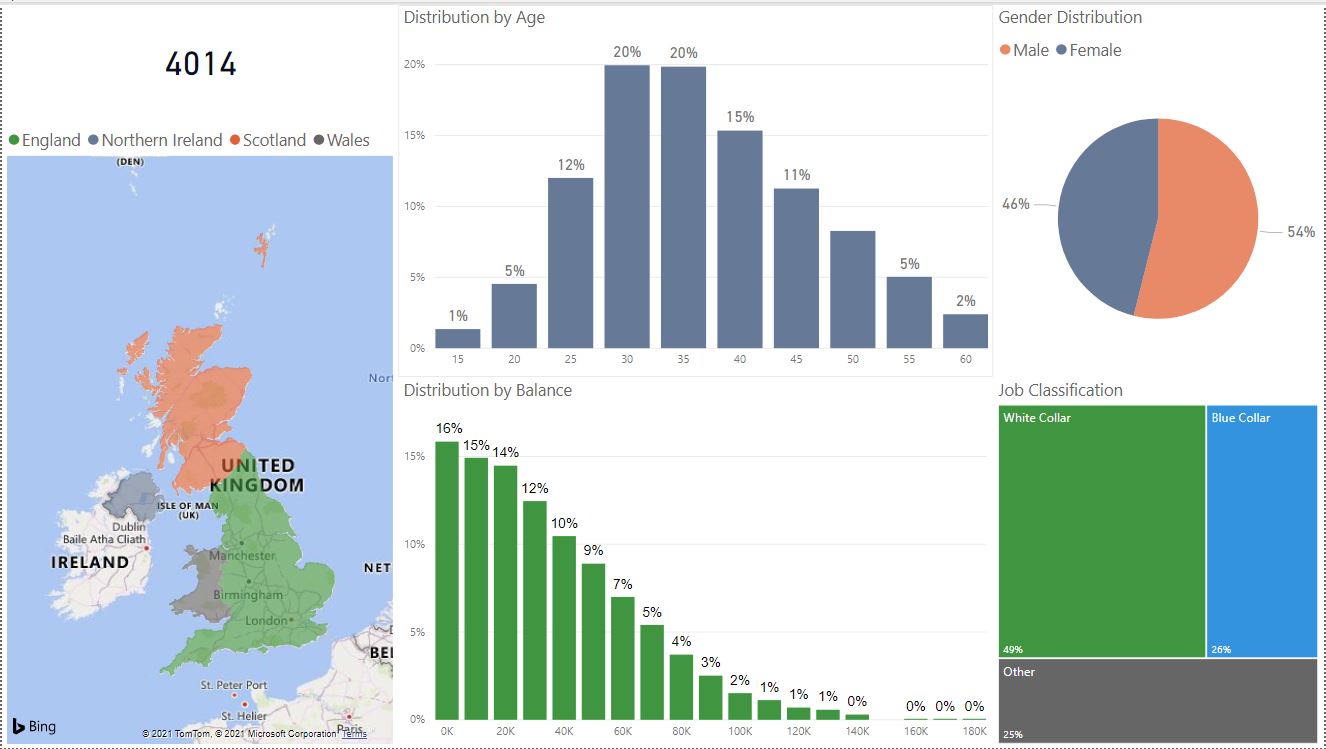 4014
England Northern Ireland Scotland Wales
(DEN)
Nort
UNITED
KINGDOM
ISLE OF MAN
(UK)
Dublin
Baile Atha Cliath
IRELAND
Manchester
NET
Birmingham
London
BEL
St. Peter Port
St. Helier
Paris
Bing
© 2021 TomTom, © 2021 Microsoft Corporation Terms
Distribution by Age
20%
15%
10%
5%
0%
1%
5%
12%
20%
20%
15%
11%
5%
2%
15 20 25 30 35 40 45 50 55 60
Distribution by Balance
15%
10%
5%
0%
16%
15%
14%
12%
10%
9%
7%
5%
4%
3%
2%
1%
1%
1%
0%
0%
0%
0%
0K 20K 40K 60K 80K 100K 120K 140K 160K 180K
Gender Distribution
Male Female
46%
54%
Job Classification
White Collar
49%
Blue Collar
26%
Other
25%